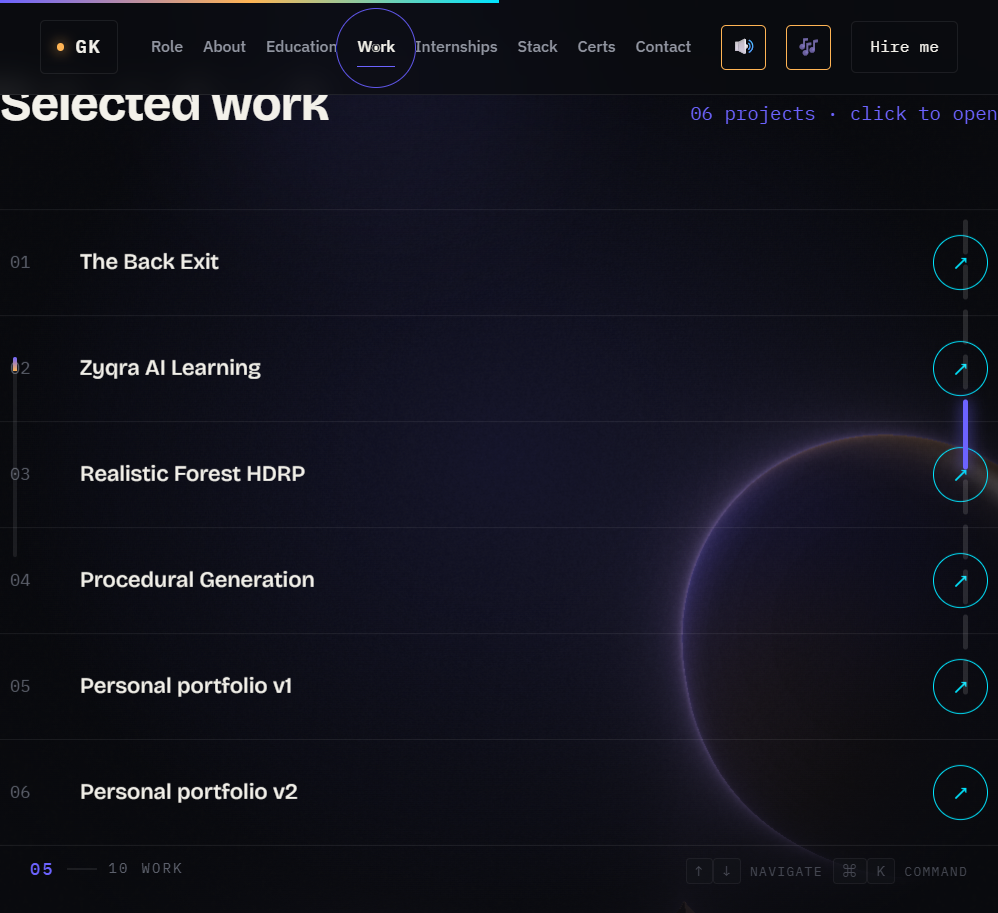 GK Role About Education Work Internships Stack Certs Contact Hire me
Selected work
06 projects · click to open
01 The Back Exit ↗
02 Zyqra AI Learning ↗
03 Realistic Forest HDRP ↗
04 Procedural Generation ↗
05 Personal portfolio v1 ↗
06 Personal portfolio v2 ↗
05 — 10 WORK ↑ ↓ NAVIGATE ⌘ K COMMAND